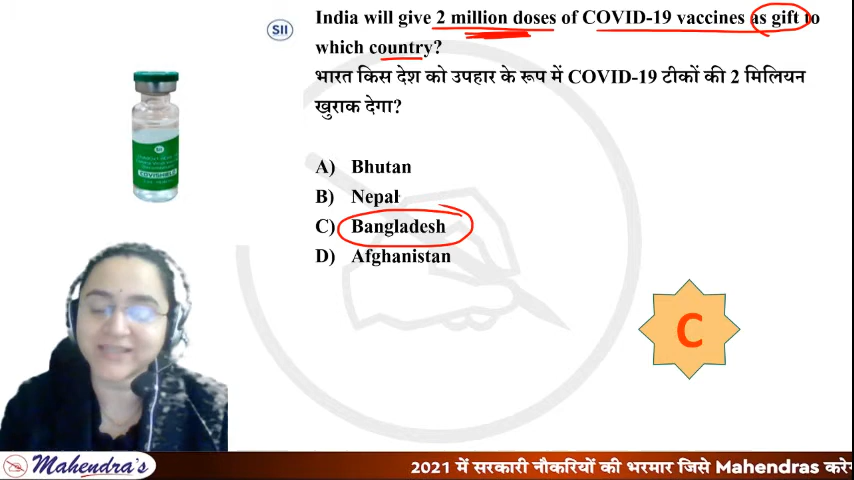 SII
India will give 2 million doses of COVID-19 vaccines as gift to
which country?
भारत किस देश को उपहार के रूप में COVID-19 टीकों की 2 मिलियन
खुराक देगा?
A) Bhutan
B) Nepal
C) Bangladesh
D) Afghanistan
COVISHIELD
C
Mahendra's
2021 में सरकारी नौकरियों की भरमार जिसे Mahendras करे